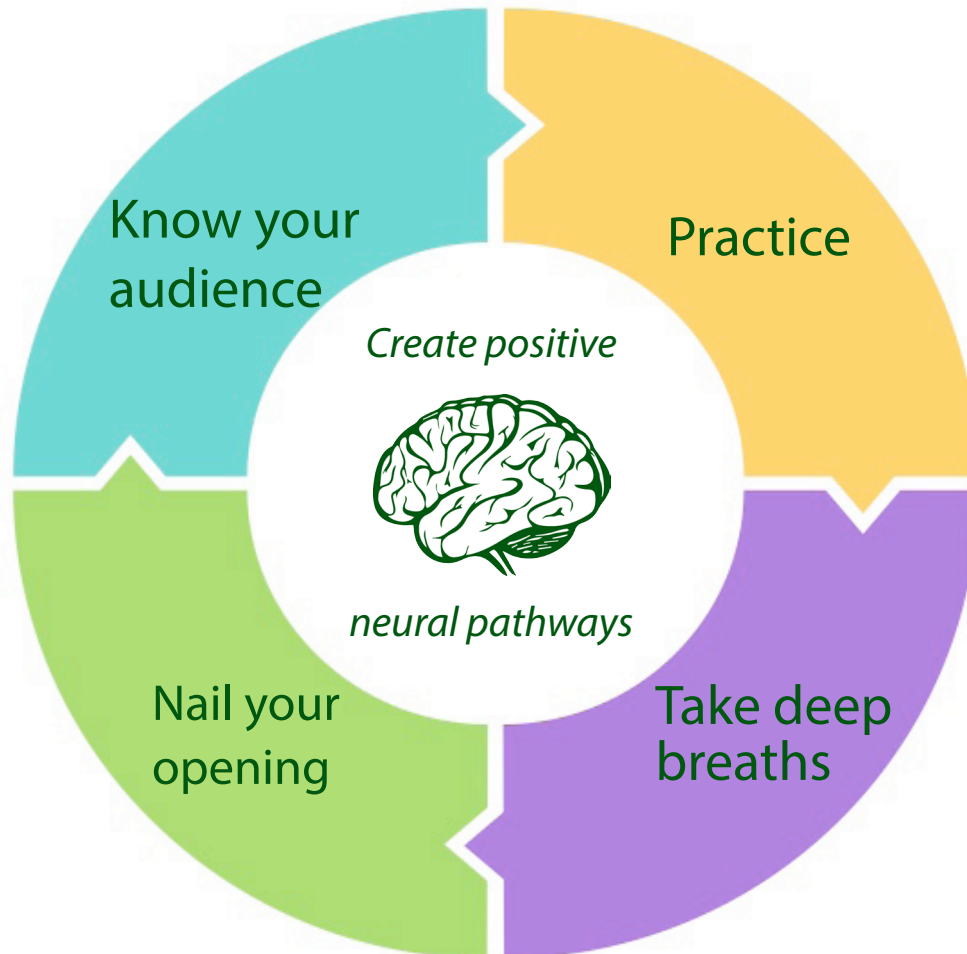 Know your
audience
Practice
Create positive
neural pathways
Nail your
opening
Take deep
breaths